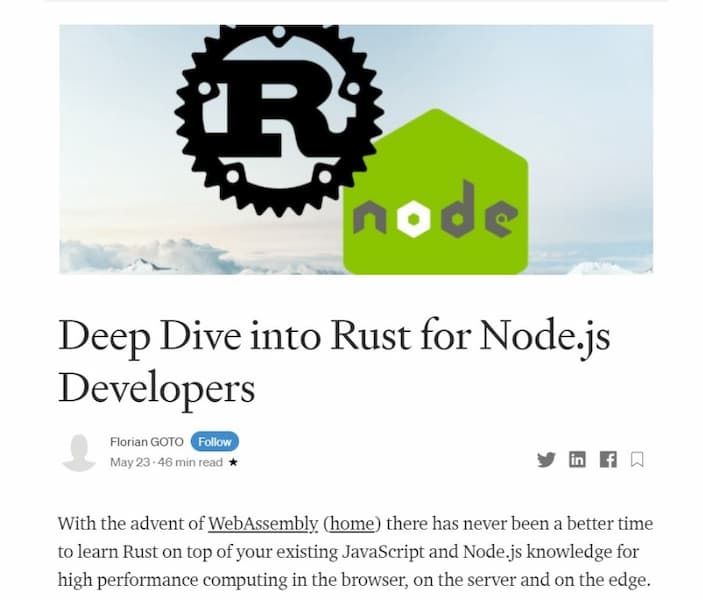 R
node
Deep Dive into Rust for Node.js
Developers
Florian GOTO Follow
May 23 · 46 min read ★
With the advent of WebAssembly (home) there has never been a better time
to learn Rust on top of your existing JavaScript and Node.js knowledge for
high performance computing in the browser, on the server and on the edge.